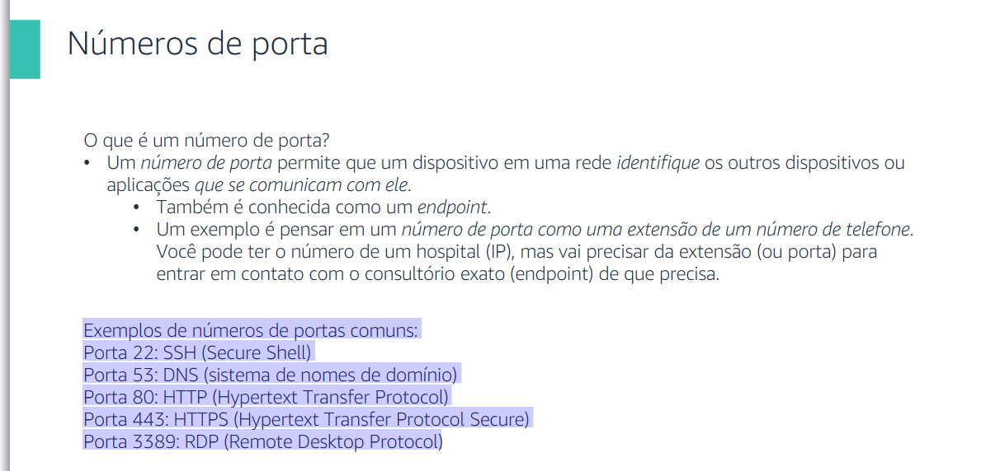 Números de porta
O que é um número de porta?
• Um número de porta permite que um dispositivo em uma rede identifique os outros dispositivos ou
aplicações que se comunicam com ele.
• Também é conhecida como um endpoint.
• Um exemplo é pensar em um número de porta como uma extensão de um número de telefone.
Você pode ter o número de um hospital (IP), mas vai precisar da extensão (ou porta) para
entrar em contato com o consultório exato (endpoint) de que precisa.
Exemplos de números de portas comuns:
Porta 22: SSH (Secure Shell)
Porta 53: DNS (sistema de nomes de domínio)
Porta 80: HTTP (Hypertext Transfer Protocol)
Porta 443: HTTPS (Hypertext Transfer Protocol Secure)
Porta 3389: RDP (Remote Desktop Protocol)